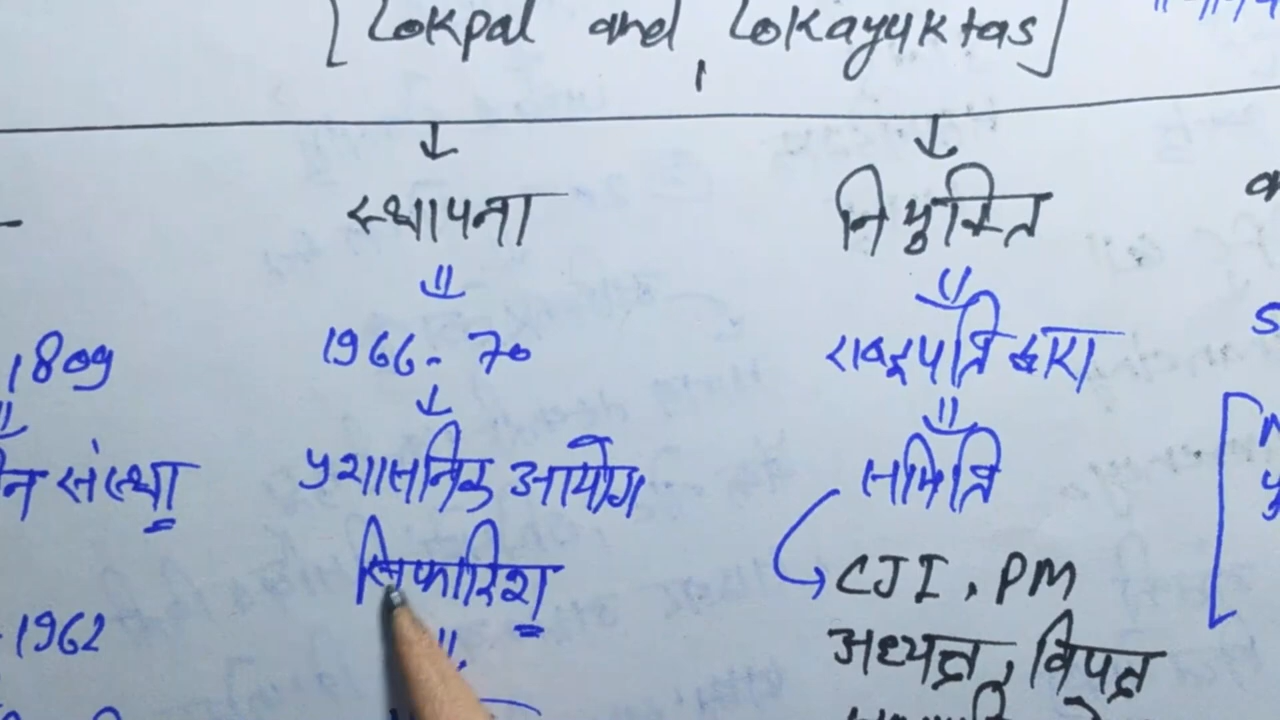 [Lokpal and Lokayuktas]
स्थापना
नियुक्ति
1966-70
राष्ट्रपति द्वारा
,1809
प्रशासनिक आयोग
समिति
न संस्था
सिफारिश
CJI, PM
1962
अध्यक्ष, विपक्ष